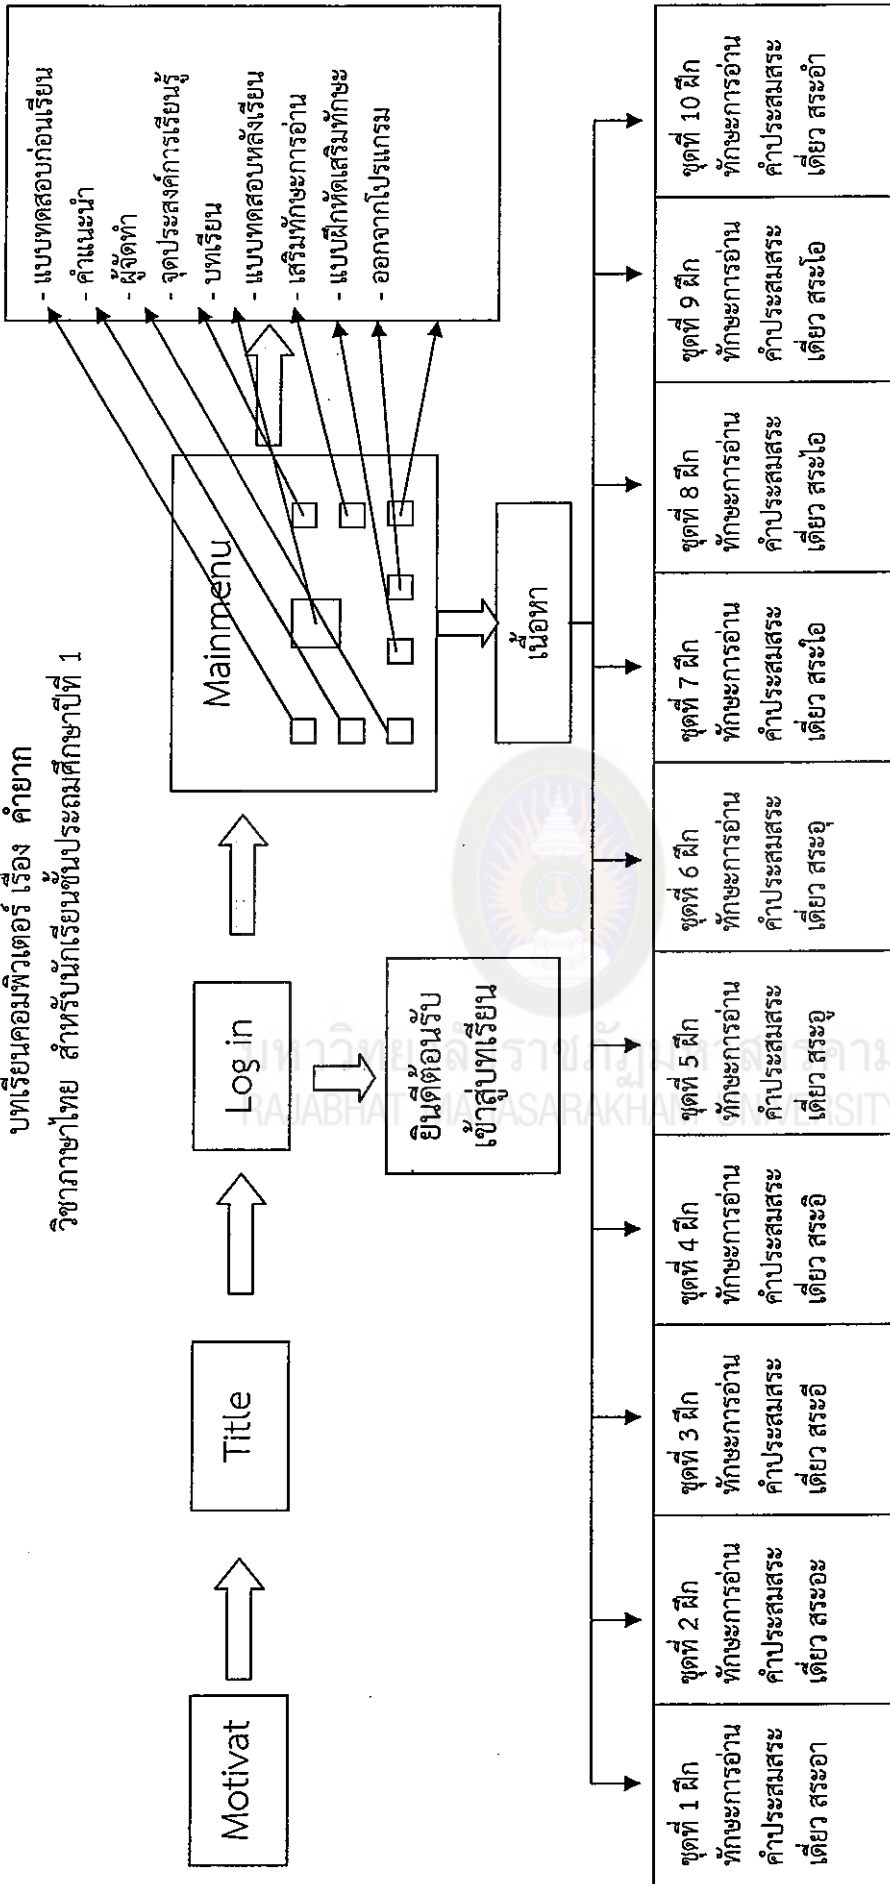 บทเรียนคอมพิวเตอร์ เรื่อง คำยาก
วิชาภาษาไทย สำหรับนักเรียนชั้นประถมศึกษาปีที่ 1
Motivat
Title
Log in
ยินดีต้อนรับ
เข้าสู่บทเรียน
Mainmenu
- แบบทดสอบก่อนเรียน
- คำแนะนำ
- ผู้จัดทำ
- จุดประสงค์การเรียนรู้
- บทเรียน
- แบบทดสอบหลังเรียน
- เสริมทักษะการอ่าน
- แบบฝึกหัดเสริมทักษะ
- ออกจากโปรแกรม
เนื้อหา
มหาวิทยาลัยราชภัฏมหาสารคาม
RAJABHAT MAHASARAKHAM UNIVERSITY
ชุดที่ 1 ฝึก
ทักษะการอ่าน
คำประสมสระ
เดี่ยว สระอา
ชุดที่ 2 ฝึก
ทักษะการอ่าน
คำประสมสระ
เดี่ยว สระอะ
ชุดที่ 3 ฝึก
ทักษะการอ่าน
คำประสมสระ
เดี่ยว สระอี
ชุดที่ 4 ฝึก
ทักษะการอ่าน
คำประสมสระ
เดี่ยว สระอิ
ชุดที่ 5 ฝึก
ทักษะการอ่าน
คำประสมสระ
เดี่ยว สระอู
ชุดที่ 6 ฝึก
ทักษะการอ่าน
คำประสมสระ
เดี่ยว สระอุ
ชุดที่ 7 ฝึก
ทักษะการอ่าน
คำประสมสระ
เดี่ยว สระใอ
ชุดที่ 8 ฝึก
ทักษะการอ่าน
คำประสมสระ
เดี่ยว สระไอ
ชุดที่ 9 ฝึก
ทักษะการอ่าน
คำประสมสระ
เดี่ยว สระโอ
ชุดที่ 10 ฝึก
ทักษะการอ่าน
คำประสมสระ
เดี่ยว สระอำ